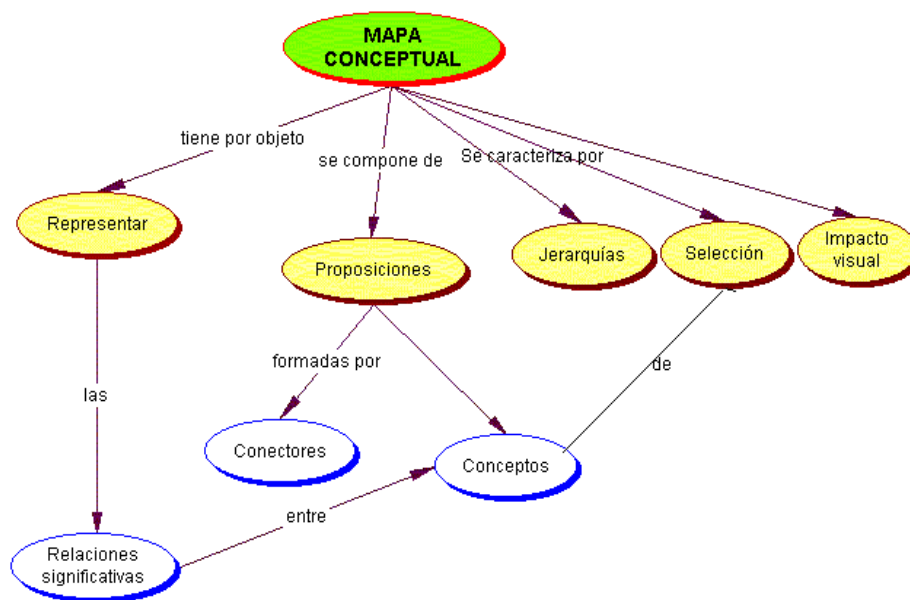 MAPA
CONCEPTUAL
tiene por objeto
se compone de
Se caracteriza por
Representar
Proposiciones
Jerarquías
Selección
Impacto
visual
formadas por
de
las
Conectores
Conceptos
entre
Relaciones
significativas